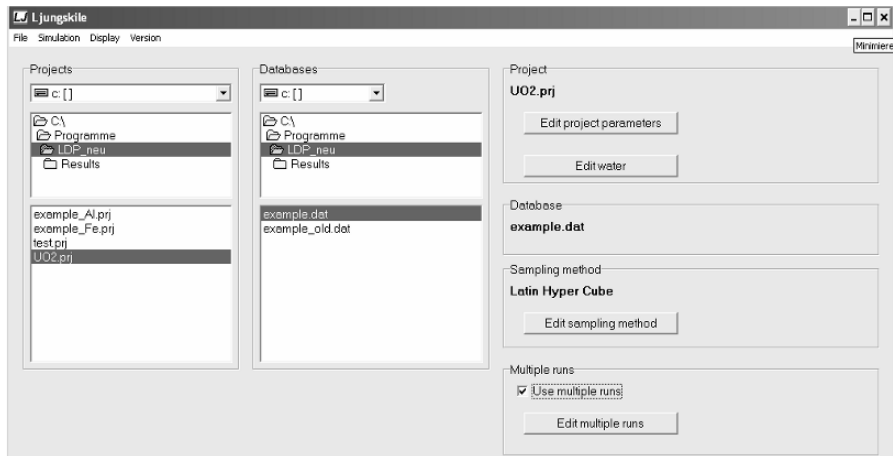 Ljungskile
File Simulation Display Version
Minimiere
Projects
c: [ ]
C:\
Programme
LDP_neu
Results
example_Al.prj
example_Fe.prj
test.prj
UO2.prj
Databases
c: [ ]
C:\
Programme
LDP_neu
Results
example.dat
example_old.dat
Project
UO2.prj
Edit project parameters
Edit water
Database
example.dat
Sampling method
Latin Hyper Cube
Edit sampling method
Multiple runs
Use multiple runs
Edit multiple runs